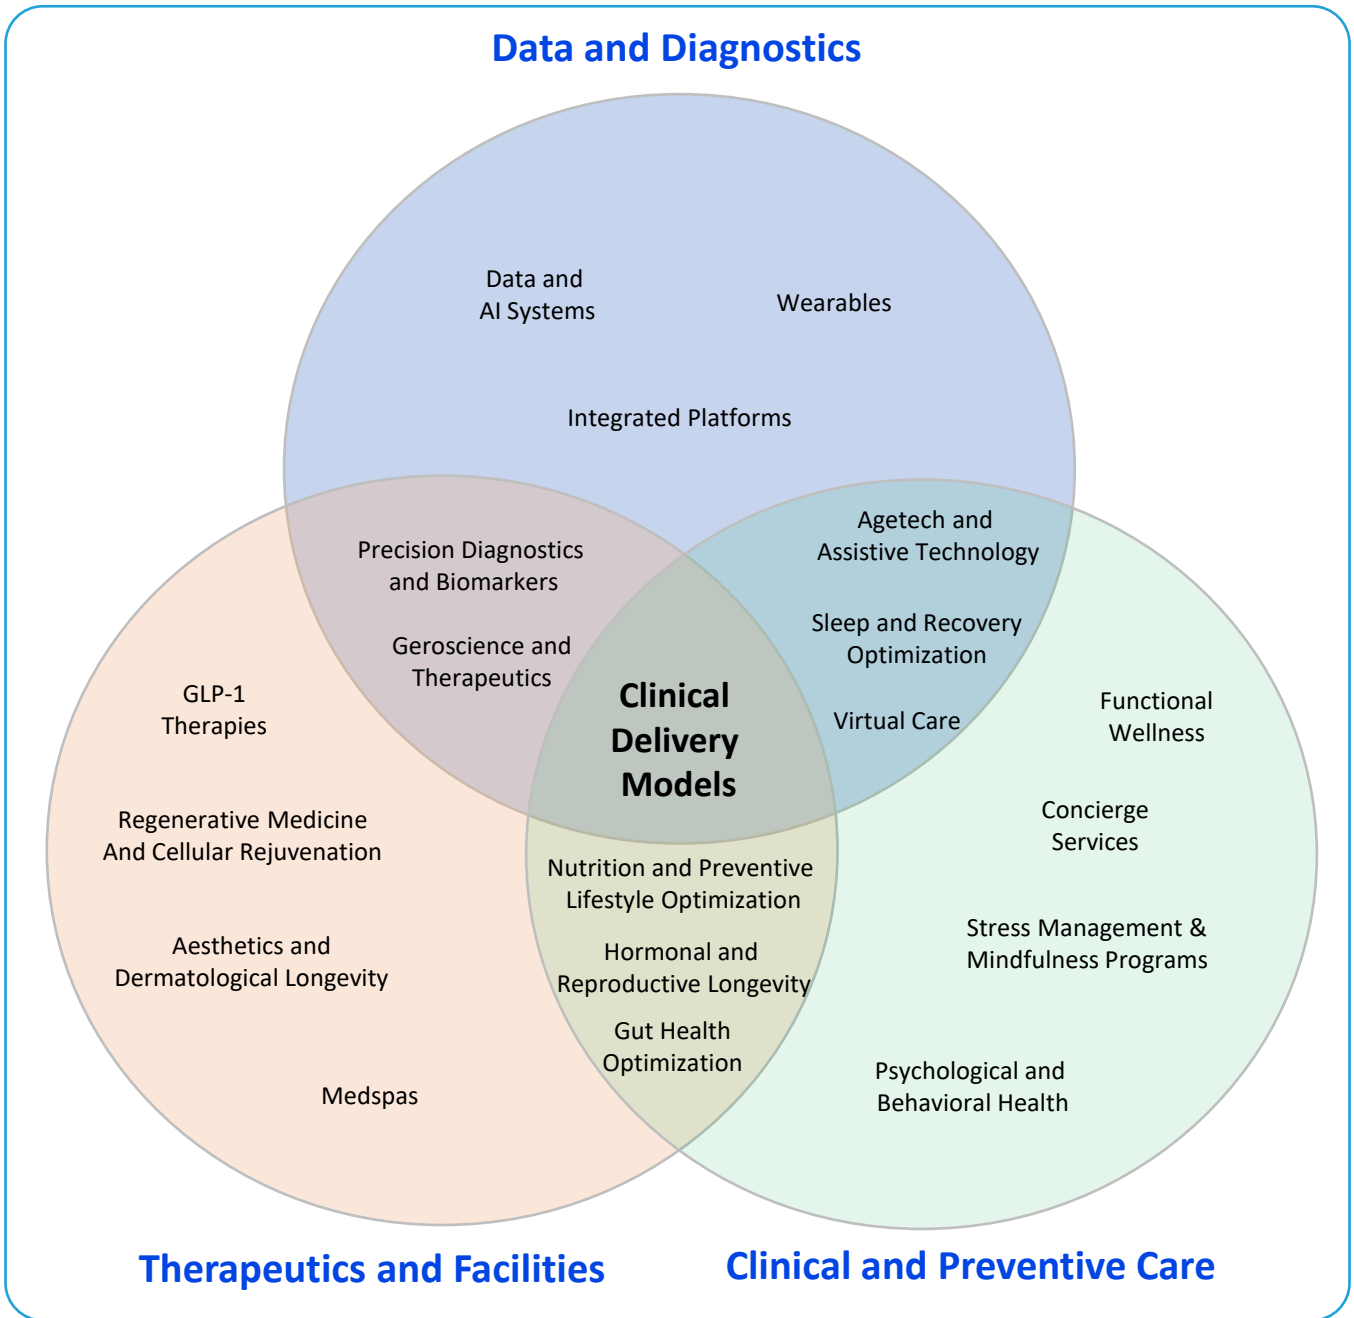 Data and Diagnostics
Data and
AI Systems
Wearables
Integrated Platforms
Precision Diagnostics
and Biomarkers
Geroscience and
Therapeutics
Agetech and
Assistive Technology
Sleep and Recovery
Optimization
Virtual Care
Clinical
Delivery
Models
GLP-1
Therapies
Regenerative Medicine
And Cellular Rejuvenation
Aesthetics and
Dermatological Longevity
Medspas
Nutrition and Preventive
Lifestyle Optimization
Hormonal and
Reproductive Longevity
Gut Health
Optimization
Functional
Wellness
Concierge
Services
Stress Management &
Mindfulness Programs
Psychological and
Behavioral Health
Therapeutics and Facilities
Clinical and Preventive Care